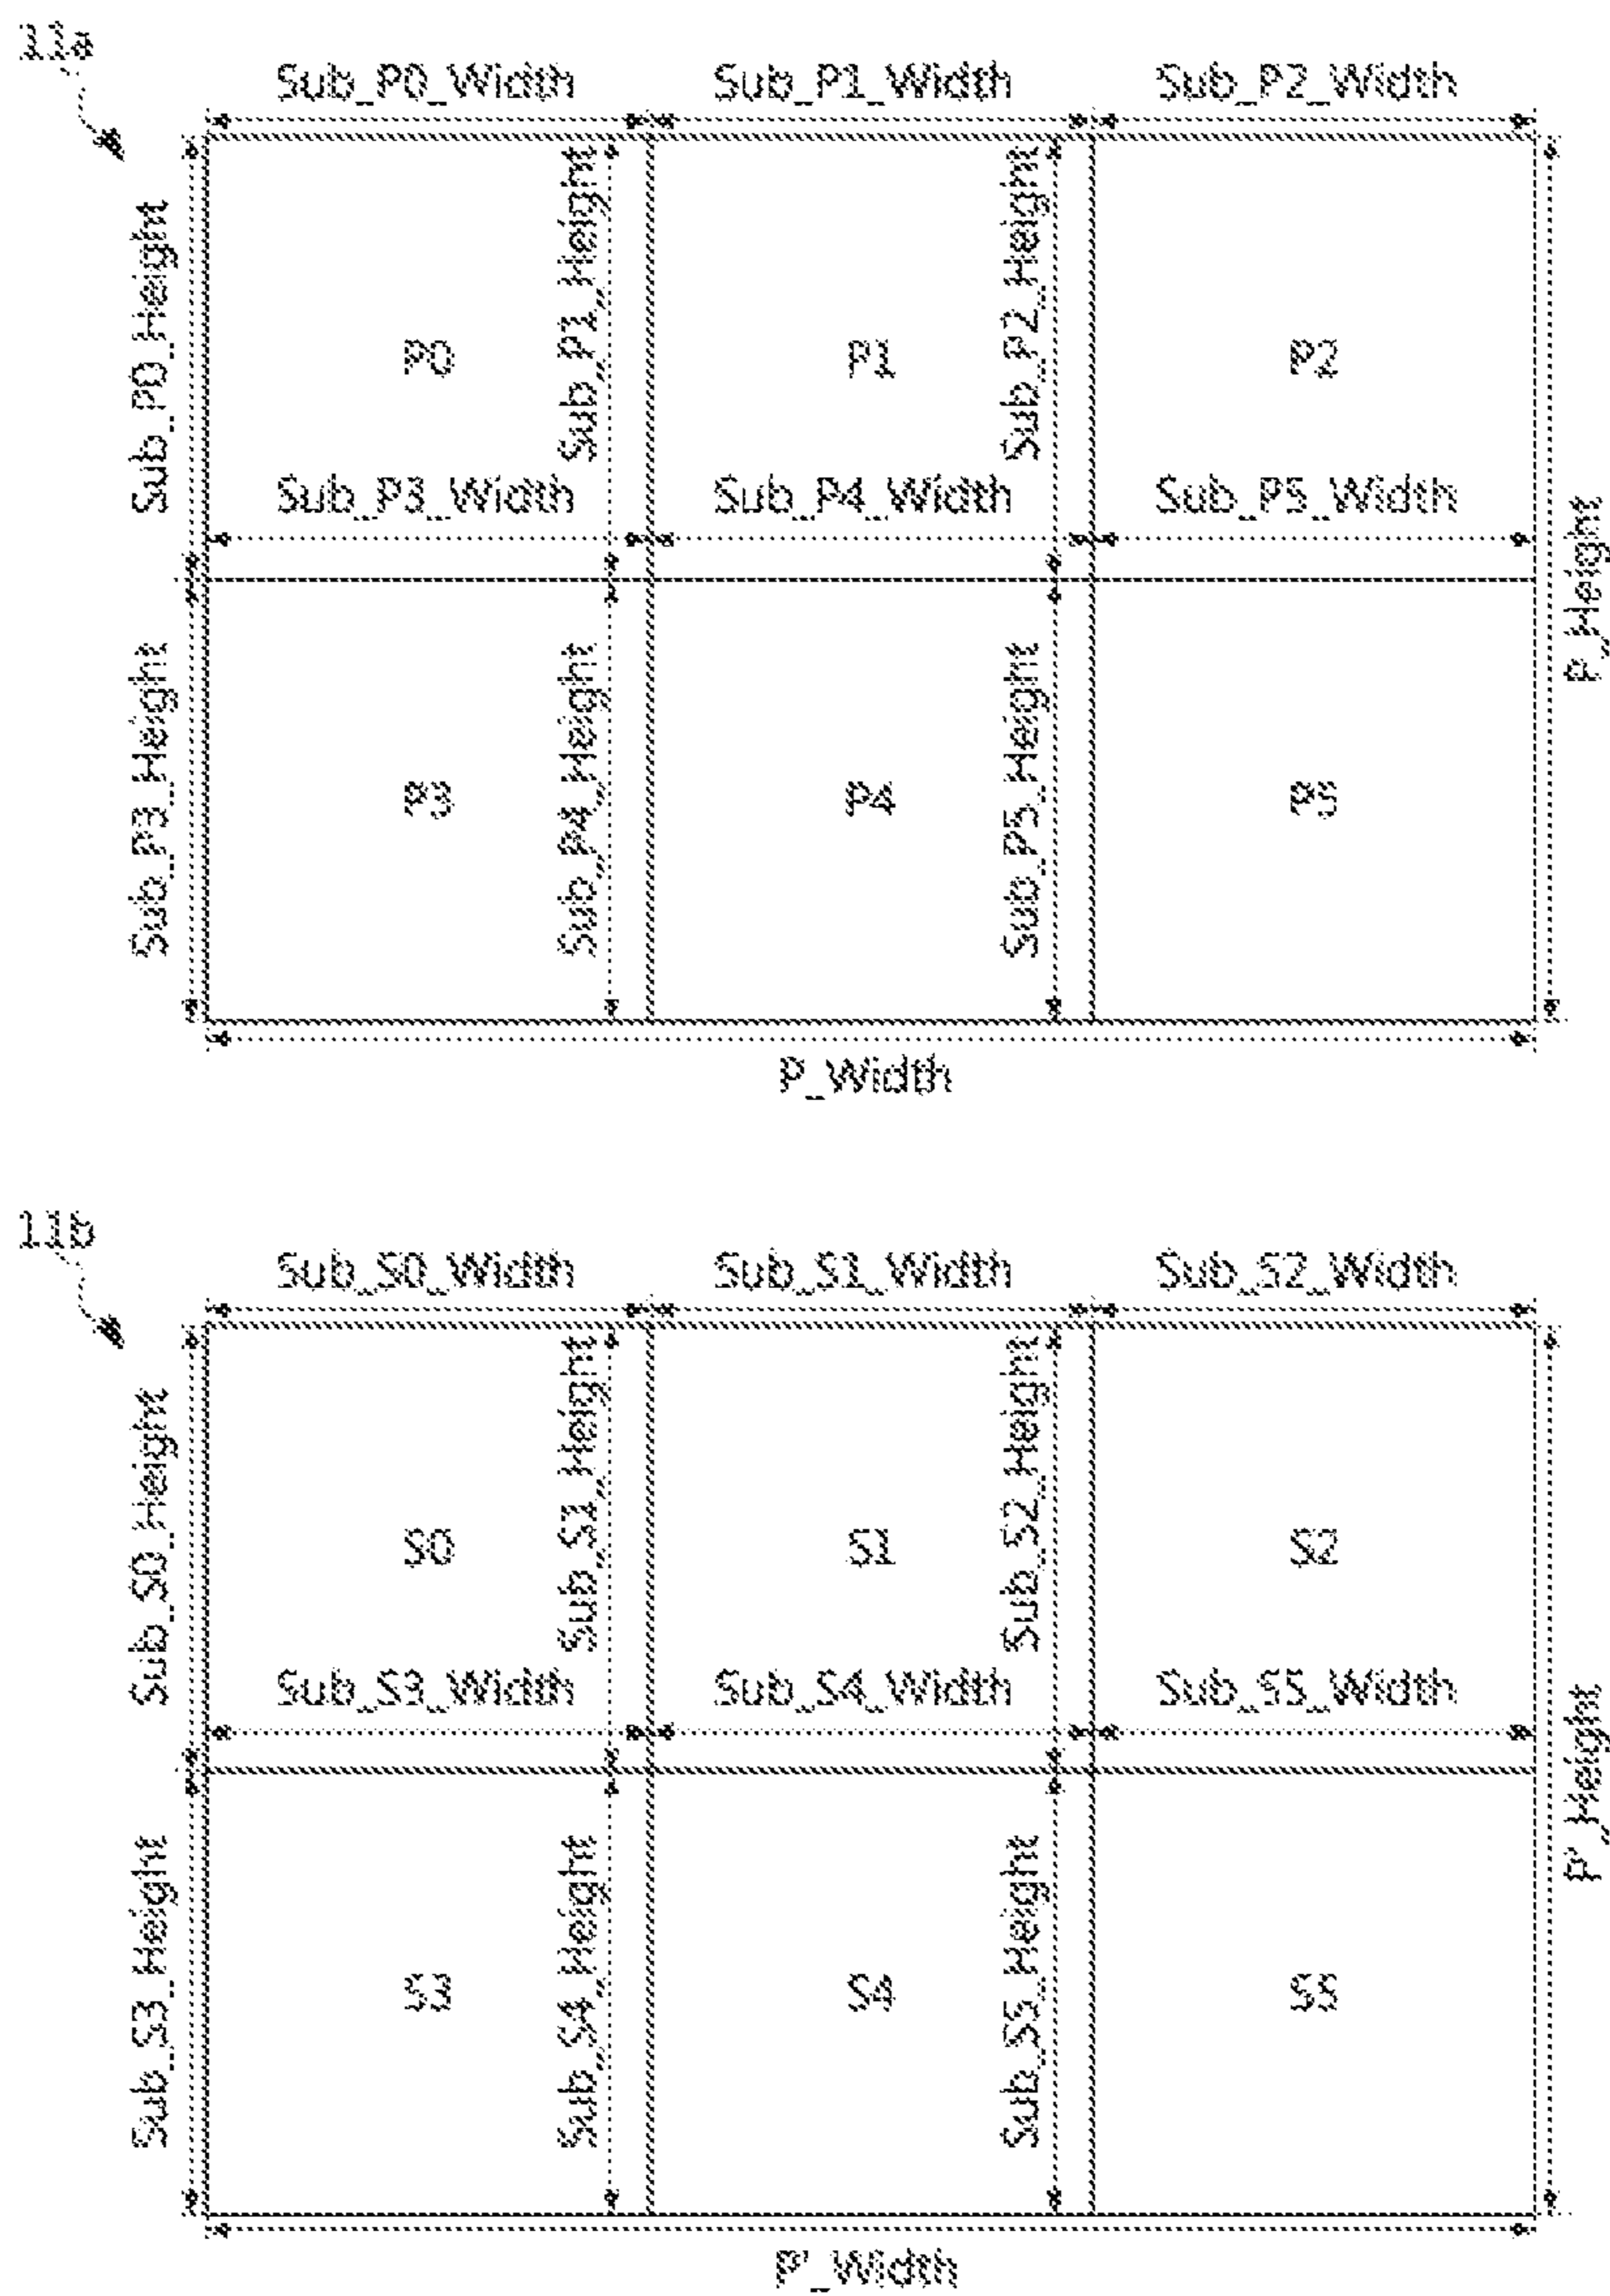 11a
Sub_P0_Width Sub_P1_Width Sub_P2_Width
Sub_P0_Height
Sub_P1_Height
Sub_P2_Height
P0 P1 P2
Sub_P3_Width Sub_P4_Width Sub_P5_Width
P_Height
Sub_P3_Height
Sub_P4_Height
Sub_P5_Height
P3 P4 P5
P_Width
11b
Sub_S0_Width Sub_S1_Width Sub_S2_Width
Sub_S0_Height
Sub_S1_Height
Sub_S2_Height
S0 S1 S2
Sub_S3_Width Sub_S4_Width Sub_S5_Width
P'_Height
Sub_S3_Height
Sub_S4_Height
Sub_S5_Height
S3 S4 S5
P'_Width